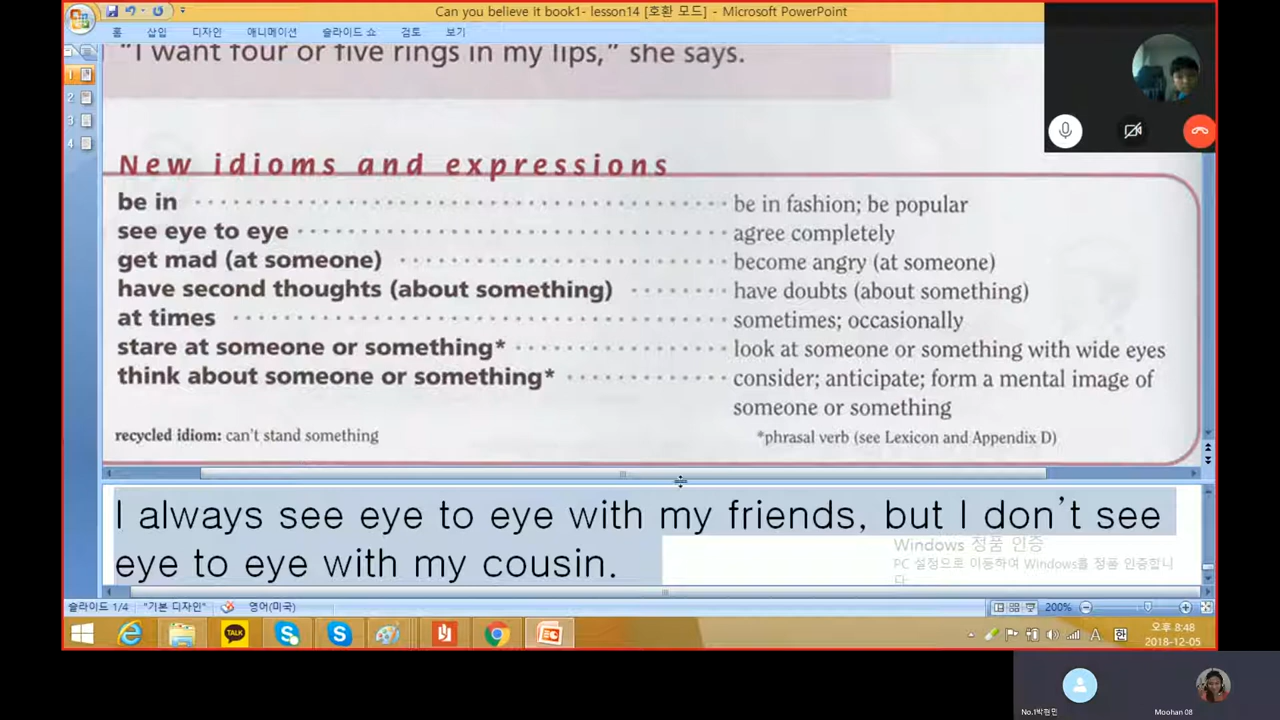 Can you believe it book1- lesson14 [호환 모드] - Microsoft PowerPoint
홈 삽입 디자인 애니메이션 슬라이드 쇼 검토 보기
"I want four or five rings in my lips," she says.
1
2
3
4
New idioms and expressions
be in be in fashion; be popular
see eye to eye agree completely
get mad (at someone) become angry (at someone)
have second thoughts (about something) have doubts (about something)
at times sometimes; occasionally
stare at someone or something* look at someone or something with wide eyes
think about someone or something* consider; anticipate; form a mental image of
someone or something
recycled idiom: can't stand something *phrasal verb (see Lexicon and Appendix D)
I always see eye to eye with my friends, but I don't see
eye to eye with my cousin.
Windows 정품 인증
PC 설정으로 이동하여 Windows를 정품 인증합니
다
슬라이드 1/4 "기본 디자인" 영어(미국) 200%
TALK A 한 오후 8:48
2018-12-05
Moohan 08